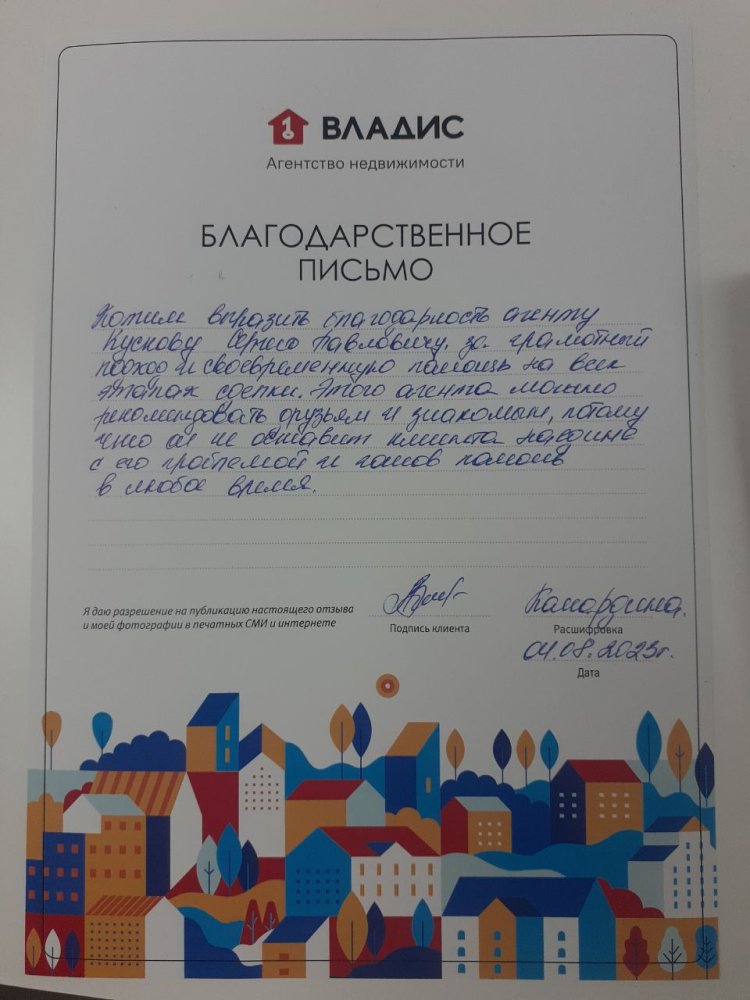 ВЛАДИС
Агентство недвижимости
БЛАГОДАРСТВЕННОЕ
ПИСЬМО
Хотим выразить благодарность агенту
Кускову Сергею Павловичу за грамотный
подход и своевременную помощь на всех
этапах сделки. Этого агента можно
рекомендовать друзьям и знакомым, потому
что он не оставит клиента наедине
с его проблемой и готов помочь
в любое время.
Я даю разрешение на публикацию настоящего отзыва
и моей фотографии в печатных СМИ и интернете
Подпись клиента
Камардина.
Расшифровка
04.08.2023г.
Дата